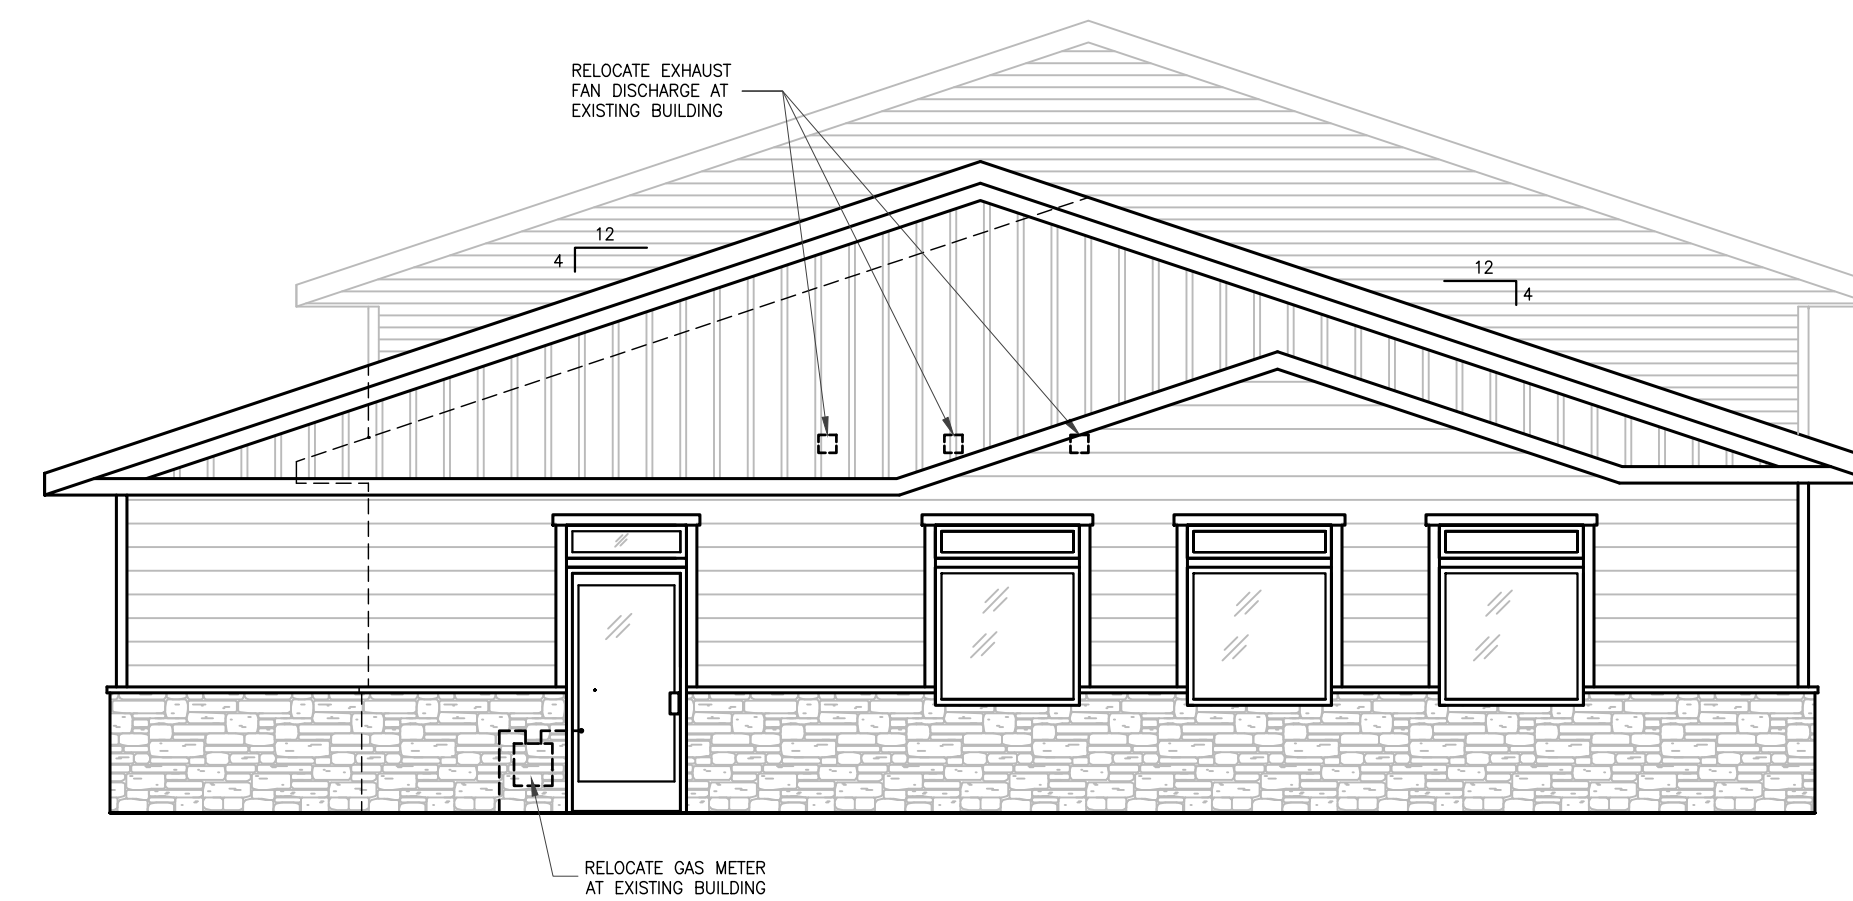 RELOCATE EXHAUST
FAN DISCHARGE AT
EXISTING BUILDING
12
4
12
4
RELOCATE GAS METER
AT EXISTING BUILDING